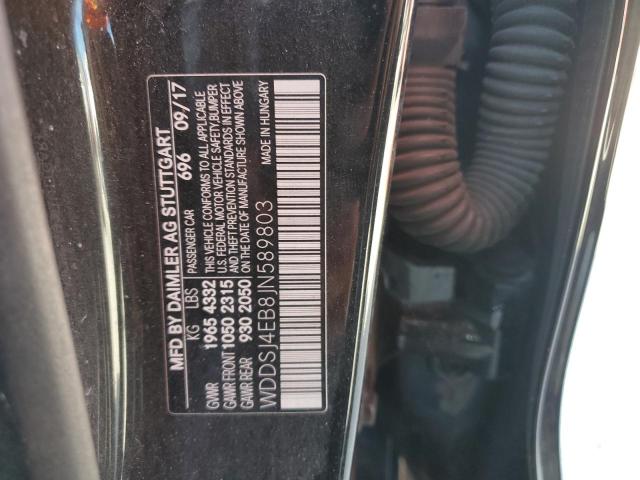 MFD BY DAIMLER AG STUTTGART
KG LBS PASSENGER CAR 696 09/17
GVWR 1965 4332 THIS VEHICLE CONFORMS TO ALL APPLICABLE
GAWR FRONT 1050 2315 U.S. FEDERAL MOTOR VEHICLE SAFETY, BUMPER
GAWR REAR 930 2050 AND THEFT PREVENTION STANDARDS IN EFFECT
ON THE DATE OF MANUFACTURE SHOWN ABOVE
WDDSJ4EB8JN589803 MADE IN HUNGARY